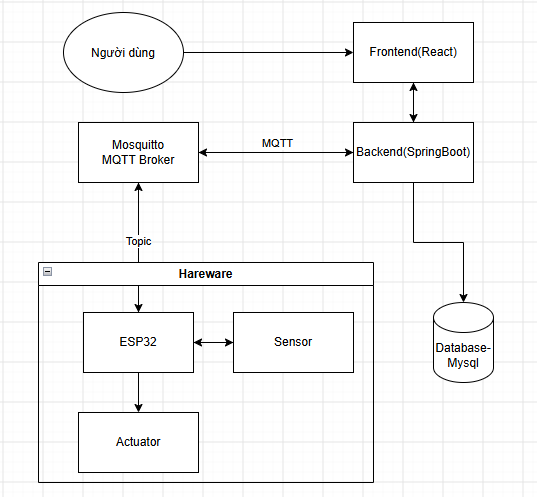 Người dùng
Frontend(React)
Mosquitto
MQTT Broker
MQTT
Backend(SpringBoot)
Topic
Hareware
ESP32
Sensor
Database-
Mysql
Actuator